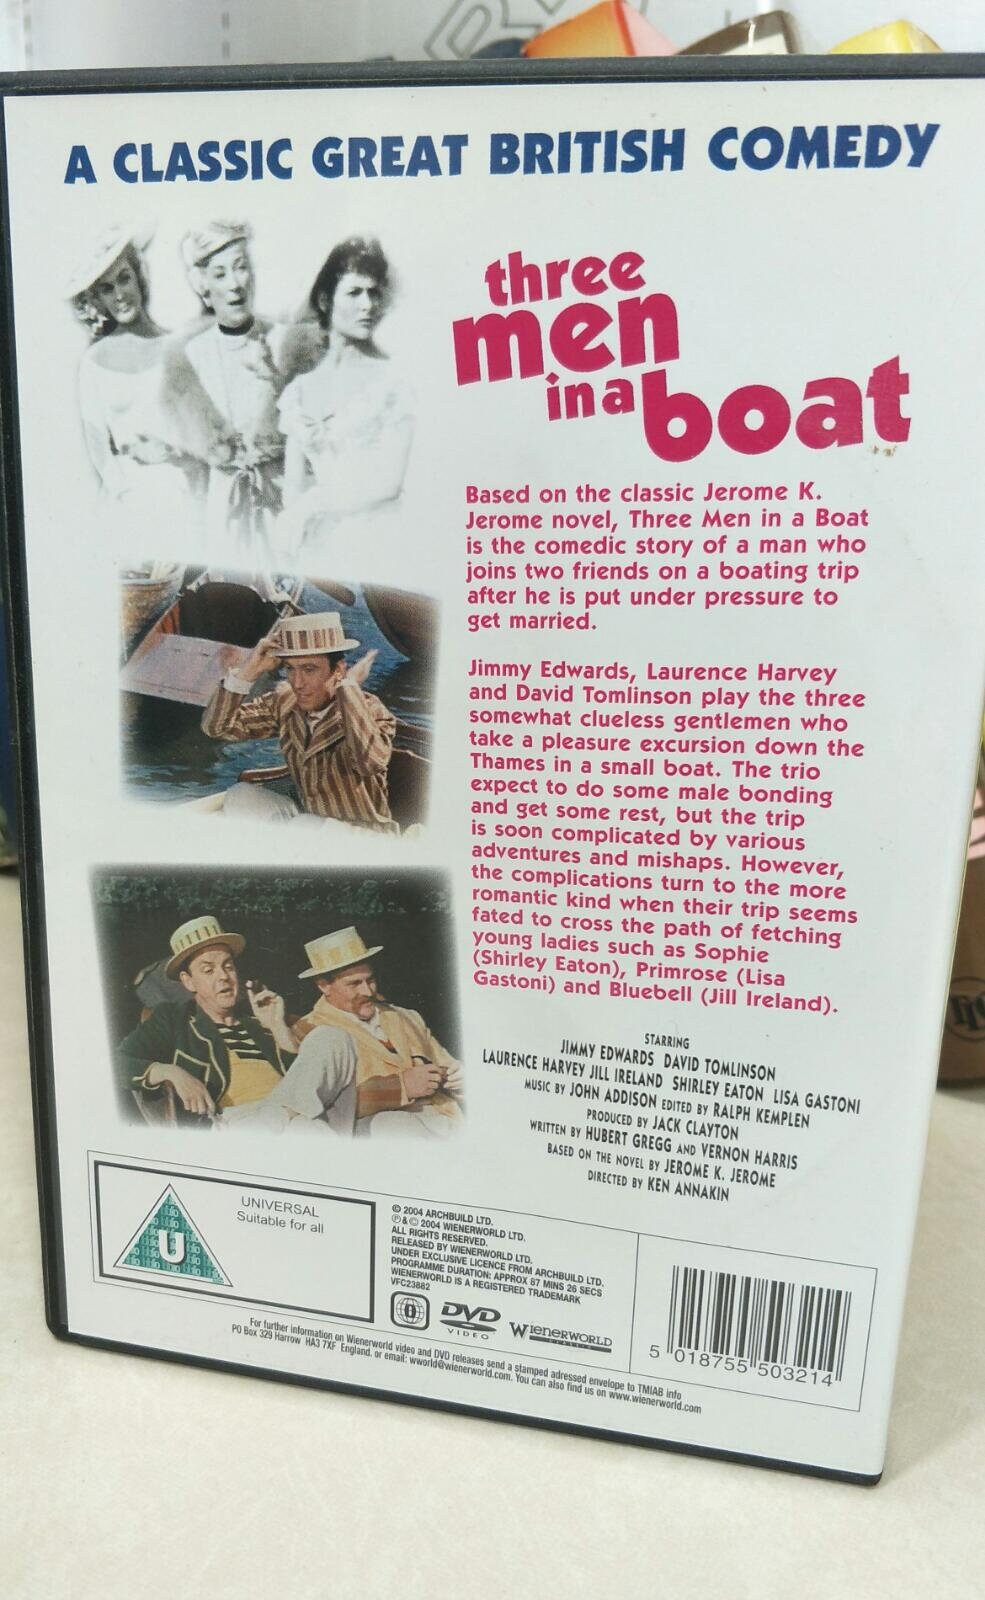 A CLASSIC GREAT BRITISH COMEDY
three
men
in a boat
Based on the classic Jerome K.
Jerome novel, Three Men in a Boat
is the comedic story of a man who
joins two friends on a boating trip
after he is put under pressure to
get married.
Jimmy Edwards, Laurence Harvey
and David Tomlinson play the three
somewhat clueless gentlemen who
take a pleasure excursion down the
Thames in a small boat. The trio
expect to do some male bonding
and get some rest, but the trip
is soon complicated by various
adventures and mishaps. However,
the complications turn to the more
romantic kind when their trip seems
fated to cross the path of fetching
young ladies such as Sophie
(Shirley Eaton), Primrose (Lisa
Gastoni) and Bluebell (Jill Ireland).
STARRING
JIMMY EDWARDS DAVID TOMLINSON
LAURENCE HARVEY JILL IRELAND SHIRLEY EATON LISA GASTONI
MUSIC BY JOHN ADDISON EDITED BY RALPH KEMPLEN
PRODUCED BY JACK CLAYTON
WRITTEN BY HUBERT GREGG AND VERNON HARRIS
BASED ON THE NOVEL BY JEROME K. JEROME
DIRECTED BY KEN ANNAKIN
U
UNIVERSAL
Suitable for all
© 2004 ARCHBUILD LTD.
℗ & © 2004 WIENERWORLD LTD.
ALL RIGHTS RESERVED.
RELEASED BY WIENERWORLD LTD.
UNDER EXCLUSIVE LICENCE FROM ARCHBUILD LTD.
PROGRAMME DURATION: APPROX 87 MINS 26 SECS
WIENERWORLD IS A REGISTERED TRADEMARK
VFC23882
0
DVD
VIDEO
WIENERWORLD
5 018755 503214
For further information on Wienerworld video and DVD releases send a stamped adressed envelope to TMIAB info
PO Box 329 Harrow HA3 7XF England. or email: wworld@wienerworld.com. You can also find us on www.wienerworld.com